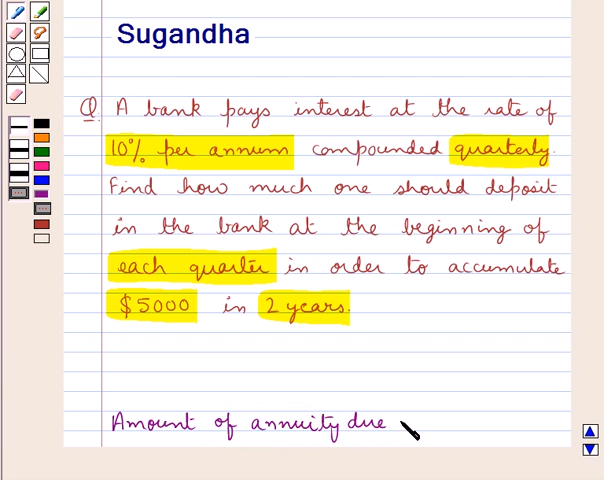 Sugandha
Q. A bank pays interest at the rate of
10% per annum compounded quarterly.
Find how much one should deposit
in the bank at the beginning of
each quarter in order to accumulate
$5000 in 2 years.
Amount of annuity due